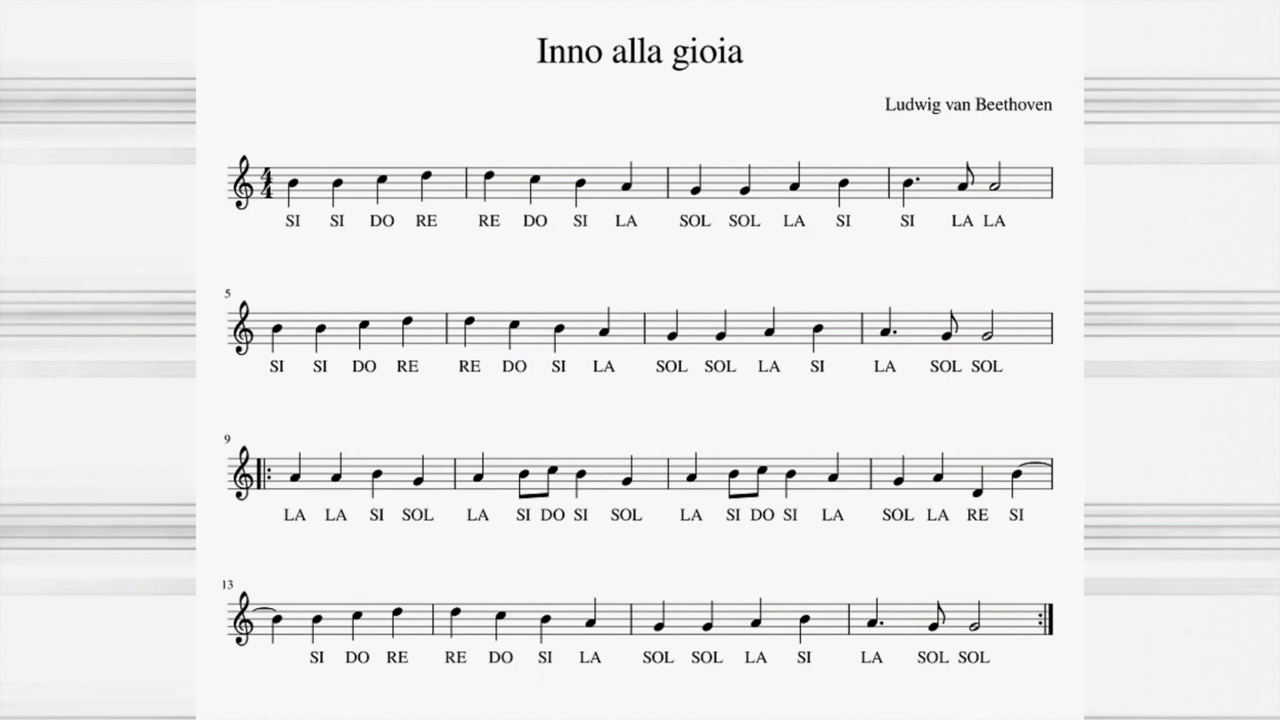 Inno alla gioia
Ludwig van Beethoven
4
4
SI SI DO RE RE DO SI LA SOL SOL LA SI SI LA LA
5
SI SI DO RE RE DO SI LA SOL SOL LA SI LA SOL SOL
9
LA LA SI SOL LA SI DO SI SOL LA SI DO SI LA SOL LA RE SI
13
SI DO RE RE DO SI LA SOL SOL LA SI LA SOL SOL